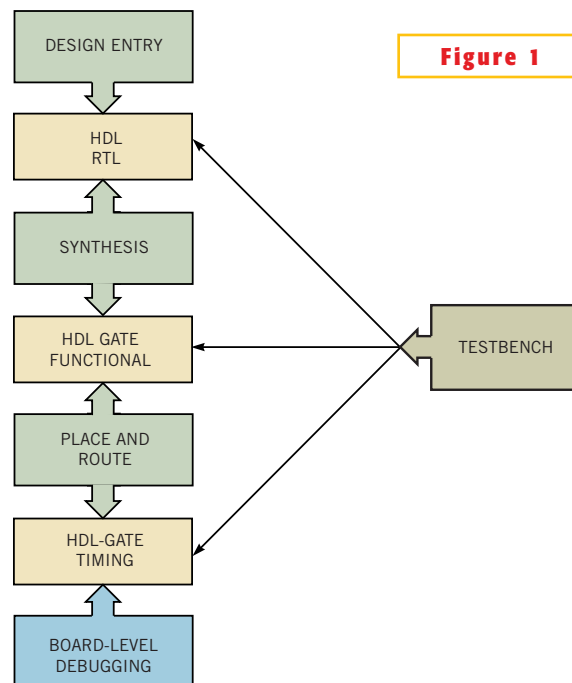 DESIGN ENTRY
Figure 1
HDL
RTL
SYNTHESIS
HDL GATE
FUNCTIONAL
TESTBENCH
PLACE AND
ROUTE
HDL-GATE
TIMING
BOARD-LEVEL
DEBUGGING